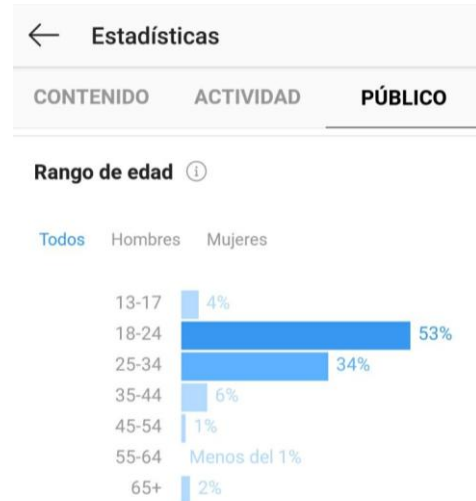 Estadísticas
CONTENIDO ACTIVIDAD PÚBLICO
Rango de edad
Todos Hombres Mujeres
13-17 4%
18-24 53%
25-34 34%
35-44 6%
45-54 1%
55-64 Menos del 1%
65+ 2%